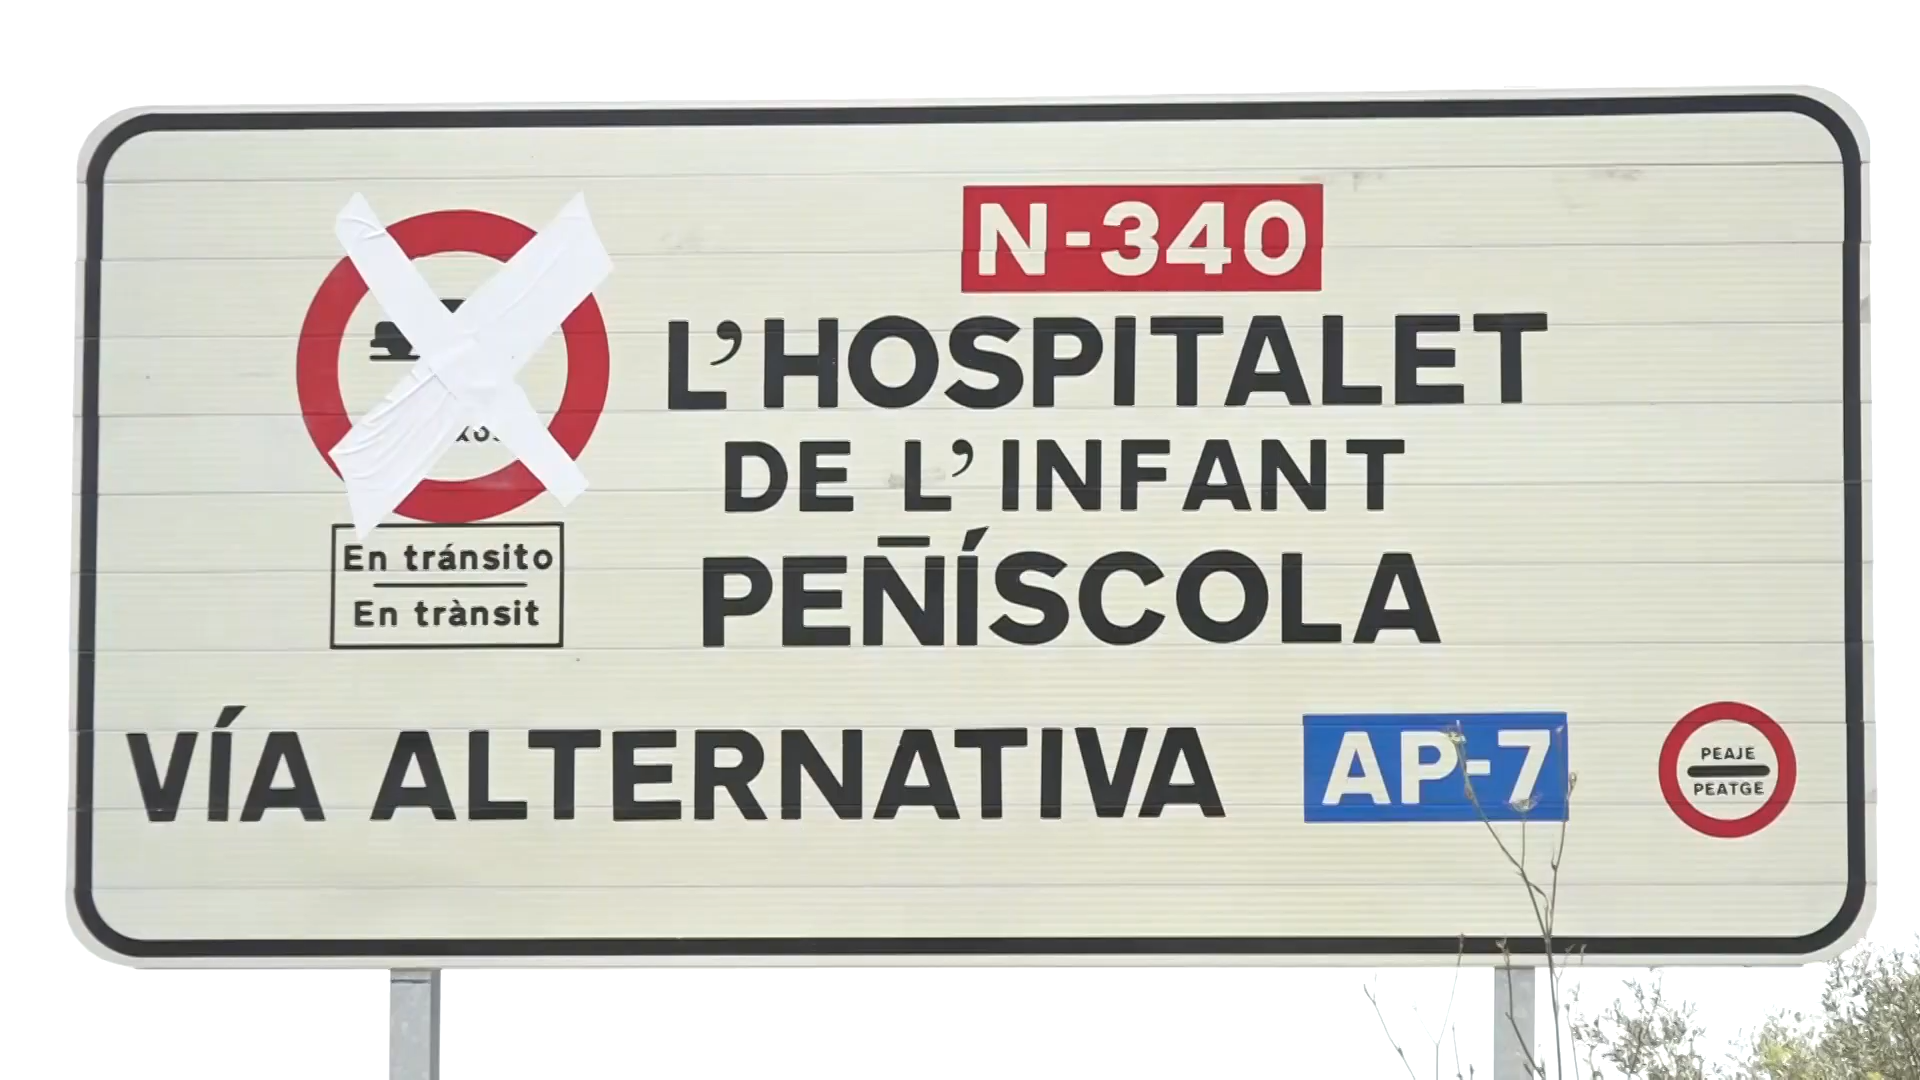 N-340
L'HOSPITALET
DE L'INFANT
PEÑÍSCOLA
En tránsito
En trànsit
VÍA ALTERNATIVA AP-7
PEAJE
PEATGE